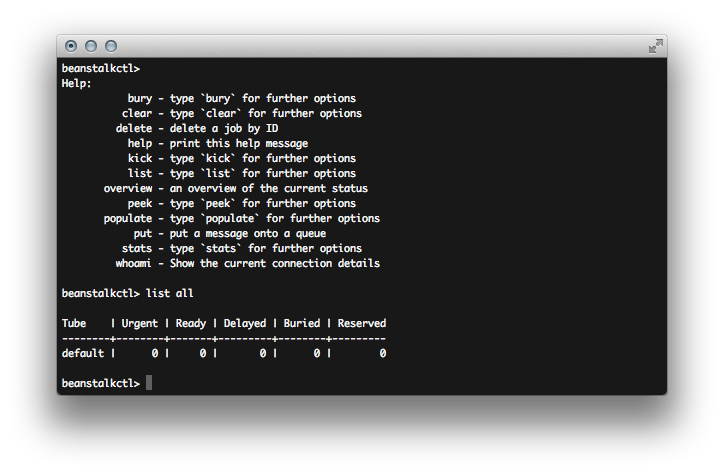 beanstalkctl>
Help:
bury - type `bury` for further options
clear - type `clear` for further options
delete - delete a job by ID
help - print this help message
kick - type `kick` for further options
list - type `list` for further options
overview - an overview of the current status
peek - type `peek` for further options
populate - type `populate` for further options
put - put a message onto a queue
stats - type `stats` for further options
whoami - Show the current connection details
beanstalkctl> list all
Tube    | Urgent | Ready | Delayed | Buried | Reserved
--------+--------+-------+---------+--------+---------
default |      0 |     0 |       0 |      0 |        0
beanstalkctl>